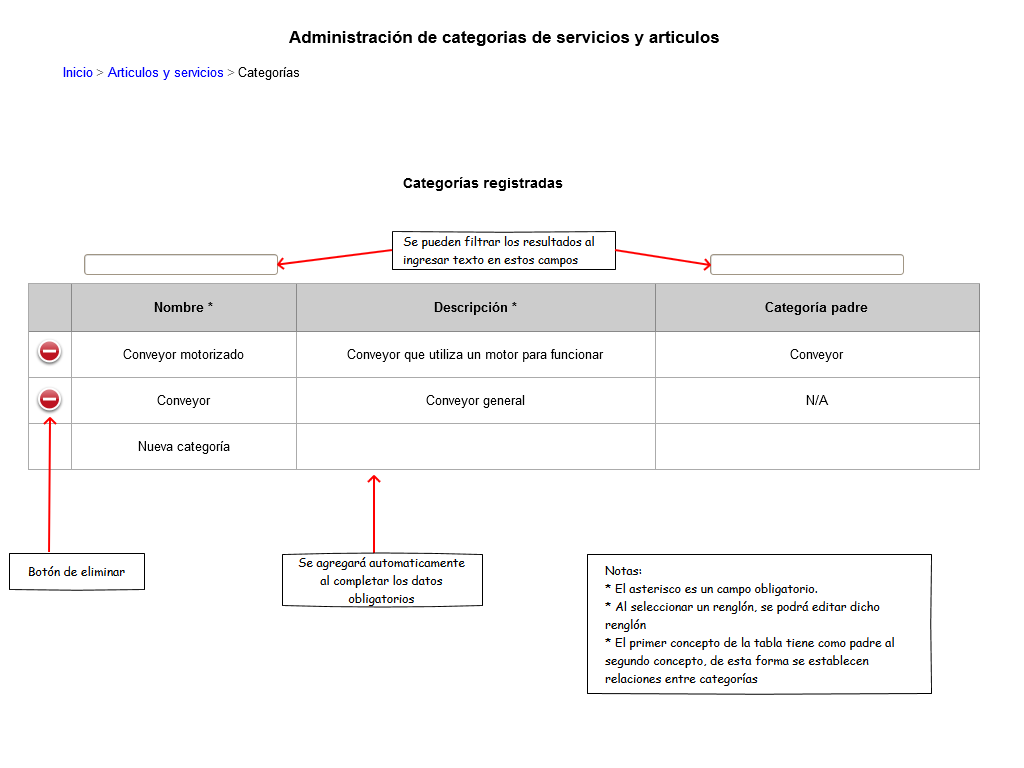 Administración de categorias de servicios y articulos
Inicio > Articulos y servicios > Categorías
Categorías registradas
Se pueden filtrar los resultados al
ingresar texto en estos campos
Nombre * Descripción * Categoría padre
Conveyor motorizado Conveyor que utiliza un motor para funcionar Conveyor
Conveyor Conveyor general N/A
Nueva categoría
Botón de eliminar
Se agregará automaticamente
al completar los datos
obligatorios
Notas:
* El asterisco es un campo obligatorio.
* Al seleccionar un renglón, se podrá editar dicho
renglón
* El primer concepto de la tabla tiene como padre al
segundo concepto, de esta forma se establecen
relaciones entre categorías